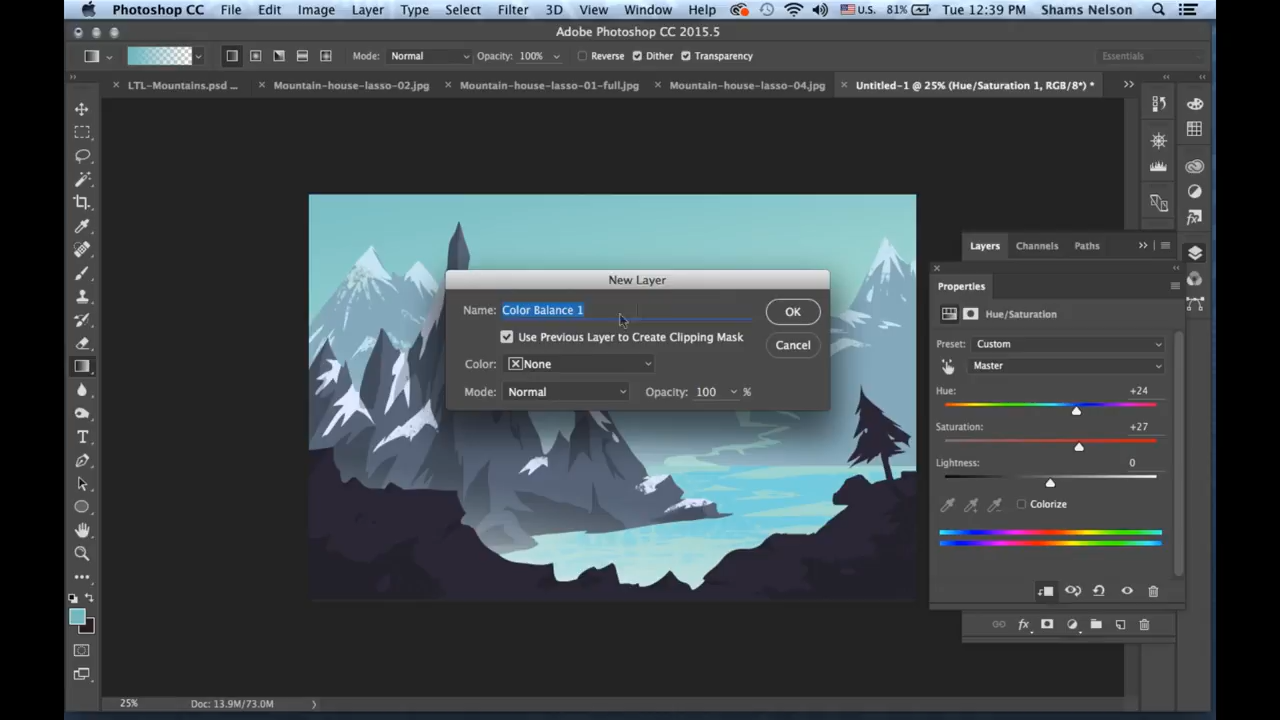 Photoshop CC File Edit Image Layer Type Select Filter 3D View Window Help U.S. 81% Tue 12:39 PM Shams Nelson
Adobe Photoshop CC 2015.5
Mode: Normal Opacity: 100% Reverse Dither Transparency Essentials
LTL-Mountains.psd ... Mountain-house-lasso-02.jpg Mountain-house-lasso-01-full.jpg Mountain-house-lasso-04.jpg Untitled-1 @ 25% (Hue/Saturation 1, RGB/8*) *
Layers Channels Paths
New Layer
Properties
Name: Color Balance 1 OK
Hue/Saturation
Use Previous Layer to Create Clipping Mask Cancel
Preset: Custom
Color: None
Master
Mode: Normal Opacity: 100 %
Hue: +24
Saturation: +27
Lightness: 0
Colorize
fx
25% Doc: 13.9M/73.0M